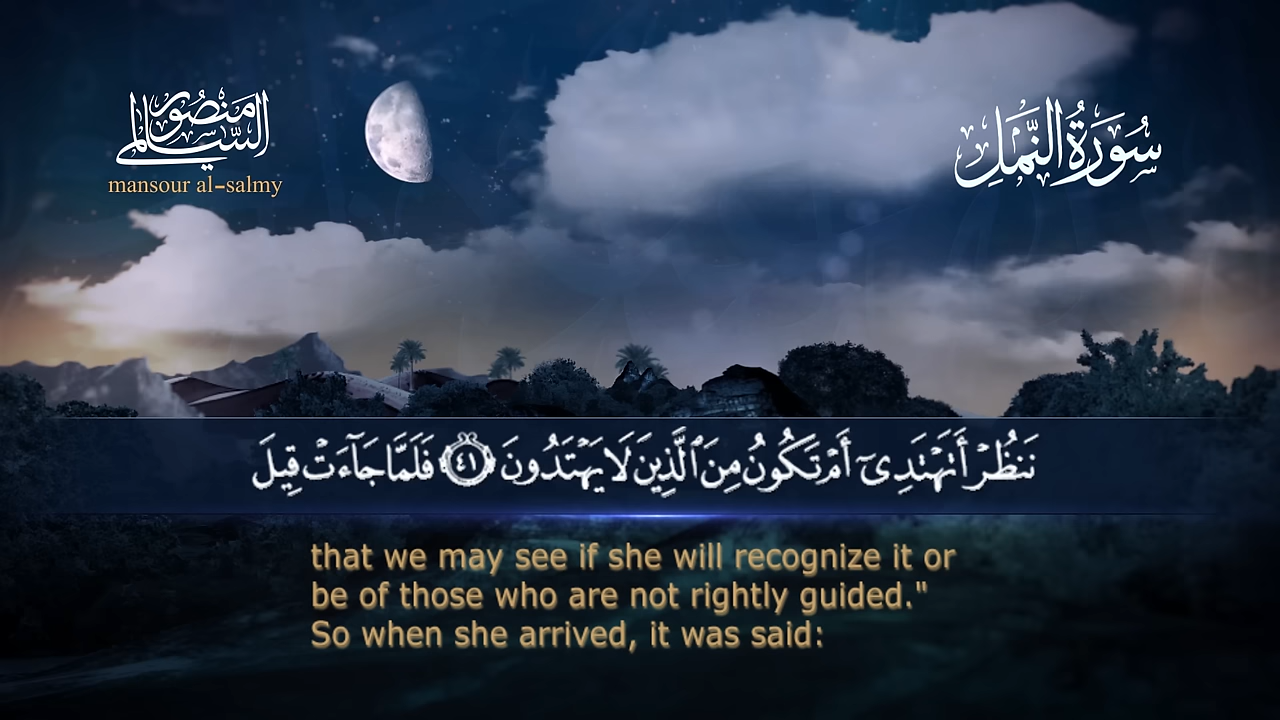 منصور
السالمي
mansour al-salmy
سُورَةُ النَّمْلِ
نَنظُرْ أَتَهْتَدِىٓ أَمْ تَكُونُ مِنَ ٱلَّذِينَ لَا يَهْتَدُونَ ٤١ فَلَمَّا جَآءَتْ قِيلَ
that we may see if she will recognize it or
be of those who are not rightly guided."
So when she arrived, it was said: